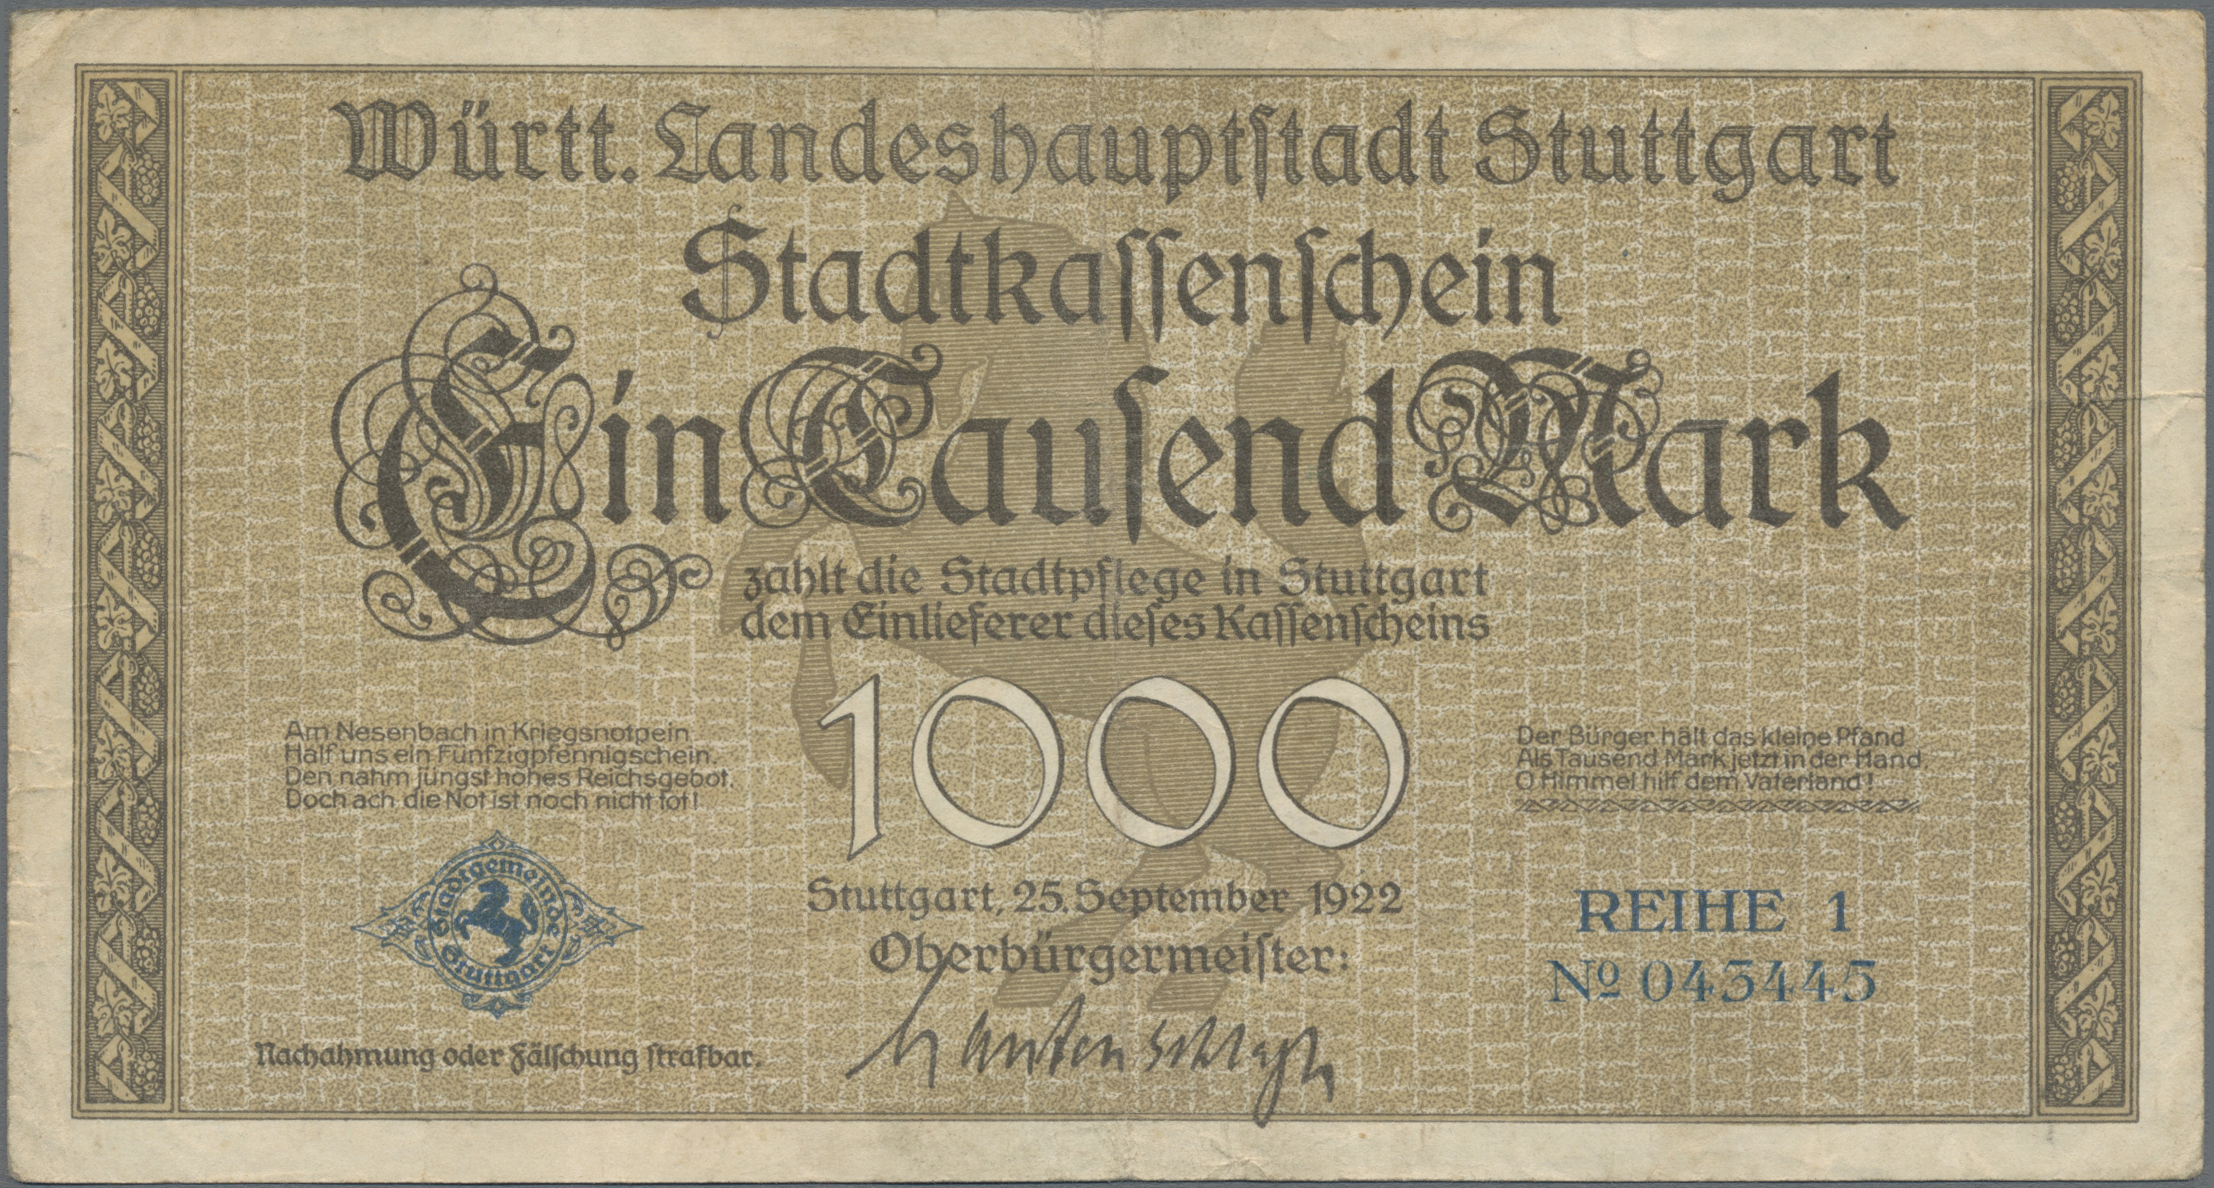 Württ. Landeshauptstadt Stuttgart
Stadtkassenschein
Ein Tausend Mark
zahlt die Stadtpflege in Stuttgart
dem Einlieferer dieses Kassenscheins
1000
Am Nesenbach in Kriegsnotpein
Half uns ein Fünfzigpfennigschein.
Den nahm jüngst hohes Reichsgebot.
Doch ach die Not ist noch nicht tot!
Der Bürger hält das kleine Pfand
Als Tausend Mark jetzt in der Hand
O Himmel hilf dem Vaterland!
Stadtgemeinde Stuttgart
Stuttgart, 25. September 1922
Oberbürgermeister:
Lautenschlager
REIHE 1
No 043445
Nachahmung oder Fälschung strafbar.